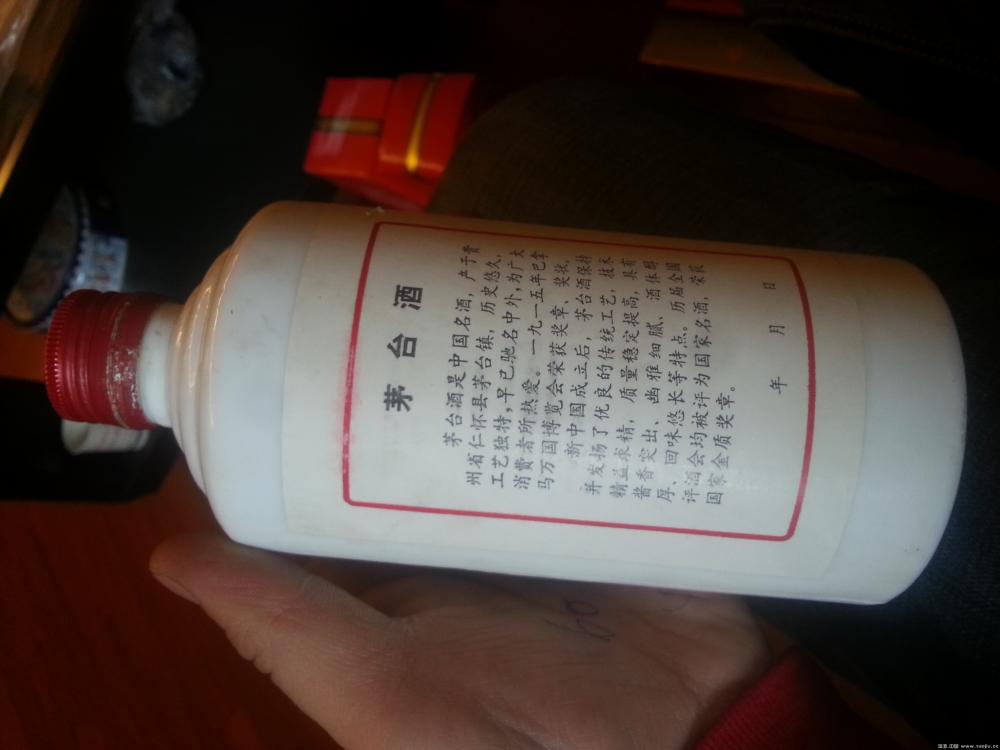 茅台酒
茅台酒是中国名酒，产于贵
州省仁怀县茅台镇，历史悠久，
工艺独特，早已驰名中外，为广大
消费者所热爱。一九一五年巴拿
马万国博览会荣获奖章、奖状。
新中国成立后，茅台酒保持
并发扬了优良的传统工艺，技术
精益求精，质量稳定提高，具有
酱香突出、幽雅细腻、酒体醇
厚、回味悠长等特点。历届全国
评酒会均被评为国家名酒，荣获
国家金质奖章。
年 月 日
60